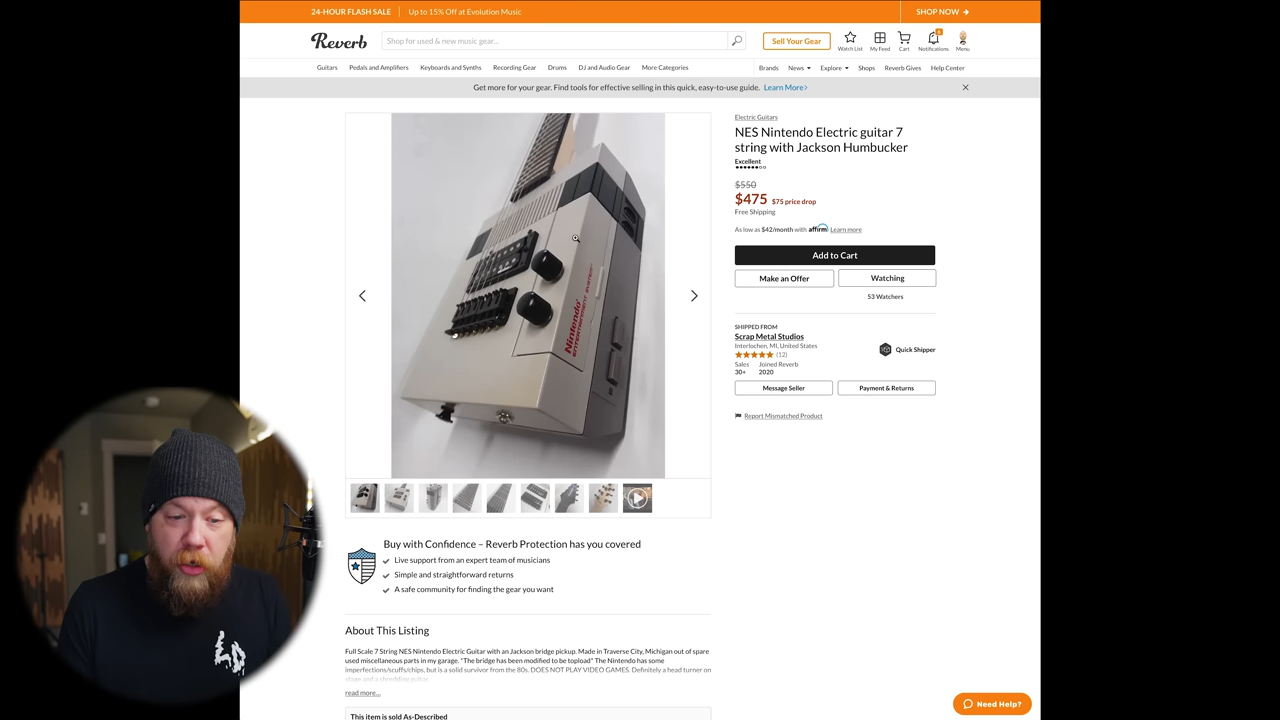 24-HOUR FLASH SALE
Up to 15% Off at Evolution Music
SHOP NOW →
Reverb
Shop for used & new music gear...
Sell Your Gear
Watch List
My Feed
Cart
Notifications
Menu
Guitars
Pedals and Amplifiers
Keyboards and Synths
Recording Gear
Drums
DJ and Audio Gear
More Categories
Brands
News
Explore
Shops
Reverb Gives
Help Center
Get more for your gear. Find tools for effective selling in this quick, easy-to-use guide. Learn More>
Electric Guitars
NES Nintendo Electric guitar 7
string with Jackson Humbucker
Excellent
$550
$475 $75 price drop
Free Shipping
As low as $42/month with affirm Learn more
Add to Cart
Make an Offer
Watching
53 Watchers
SHIPPED FROM
Scrap Metal Studios
Interlochen, MI, United States
(12)
Quick Shipper
Sales
Joined Reverb
30+
2020
Message Seller
Payment & Returns
Report Mismatched Product
Nintendo
ENTERTAINMENT SYSTEM
Buy with Confidence – Reverb Protection has you covered
Live support from an expert team of musicians
Simple and straightforward returns
A safe community for finding the gear you want
About This Listing
Full Scale 7 String NES Nintendo Electric Guitar with an Jackson bridge pickup. Made in Traverse City, Michigan out of spare
used miscellaneous parts in my garage. "The bridge has been modified to be topload" The Nintendo has some
imperfections/scuffs/chips, but is a solid survivor from the 80s. DOES NOT PLAY VIDEO GAMES. Definitely a head turner on
stage and a shredding guitar.
read more...
This item is sold As-Described
Need Help?